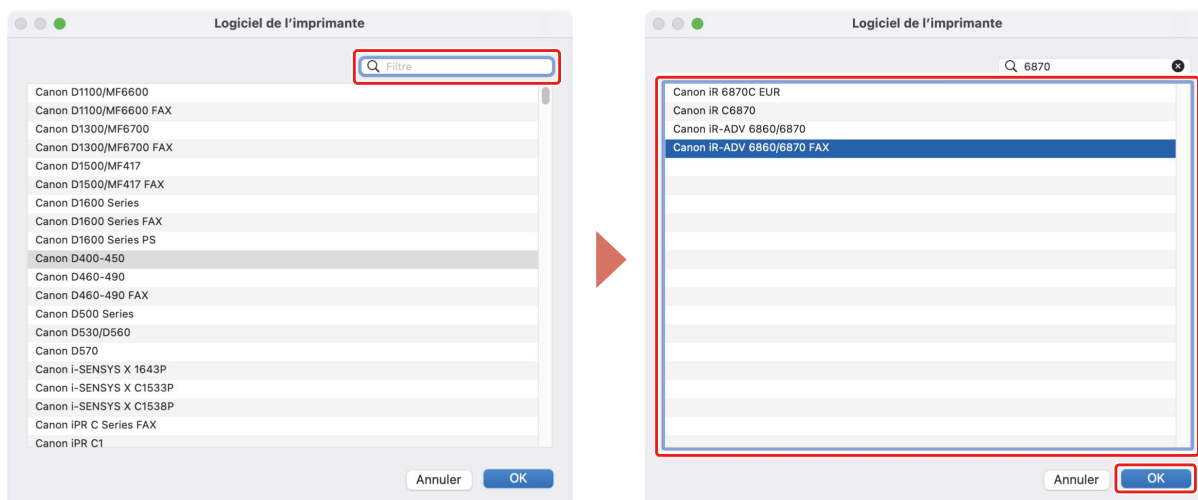 Logiciel de l'imprimante
Filtre
Canon D1100/MF6600
Canon D1100/MF6600 FAX
Canon D1300/MF6700
Canon D1300/MF6700 FAX
Canon D1500/MF417
Canon D1500/MF417 FAX
Canon D1600 Series
Canon D1600 Series FAX
Canon D1600 Series PS
Canon D400-450
Canon D460-490
Canon D460-490 FAX
Canon D500 Series
Canon D530/D560
Canon D570
Canon i-SENSYS X 1643P
Canon i-SENSYS X C1533P
Canon i-SENSYS X C1538P
Canon iPR C Series FAX
Canon iPR C1
Annuler OK
Logiciel de l'imprimante
6870
Canon iR 6870C EUR
Canon iR C6870
Canon iR-ADV 6860/6870
Canon iR-ADV 6860/6870 FAX
Annuler OK